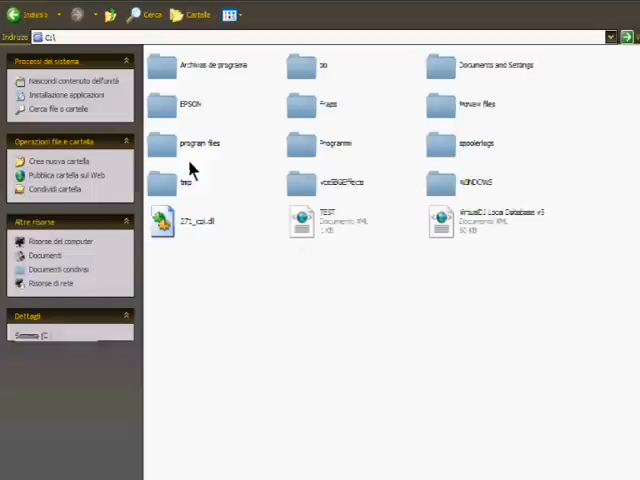 Indietro Cerca Cartelle
Indirizzo C:\
Processi del sistema
Nascondi contenuto dell'unità
Installazione applicazioni
Cerca file o cartelle
Operazioni file e cartella
Crea nuova cartella
Pubblica cartella sul Web
Condividi cartella
Altre risorse
Risorse del computer
Documenti
Documenti condivisi
Risorse di rete
Dettagli
Archivos de programa
Documents and Settings
EPSON
Fraps
program files
Programmi
spoolerlogs
tmp
WINDOWS
TEST
Documento XML
1 KB
VirtualDJ Local Database v5
Documento XML